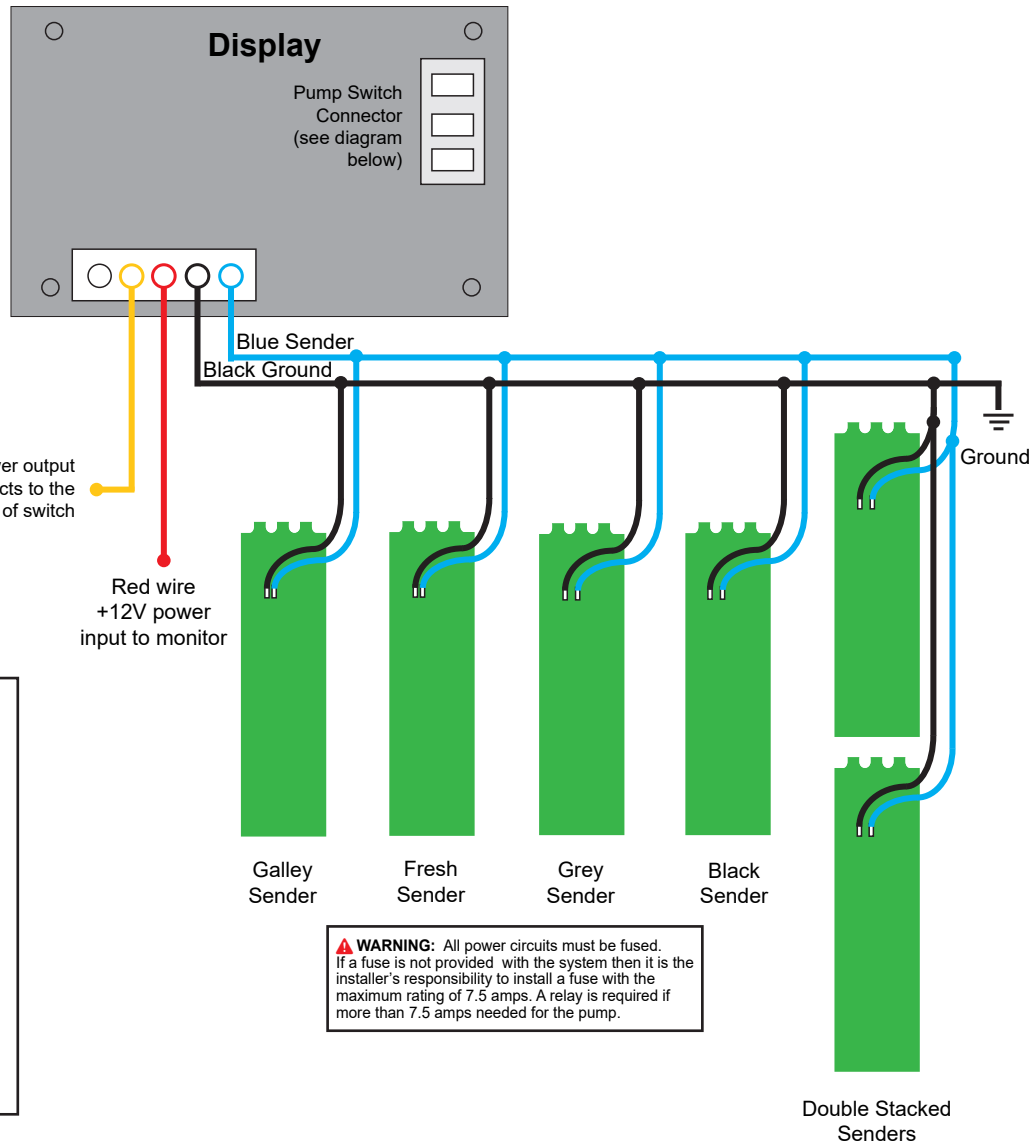 Display
Pump Switch
Connector
(see diagram
below)
Blue Sender
Black Ground
Ground
output
to the
of switch
Red wire
+12V power
input to monitor
Galley
Sender
Fresh
Sender
Grey
Sender
Black
Sender
WARNING: All power circuits must be fused.
If a fuse is not provided with the system then it is the
installer's responsibility to install a fuse with the
maximum rating of 7.5 amps. A relay is required if
more than 7.5 amps needed for the pump.
Double Stacked
Senders